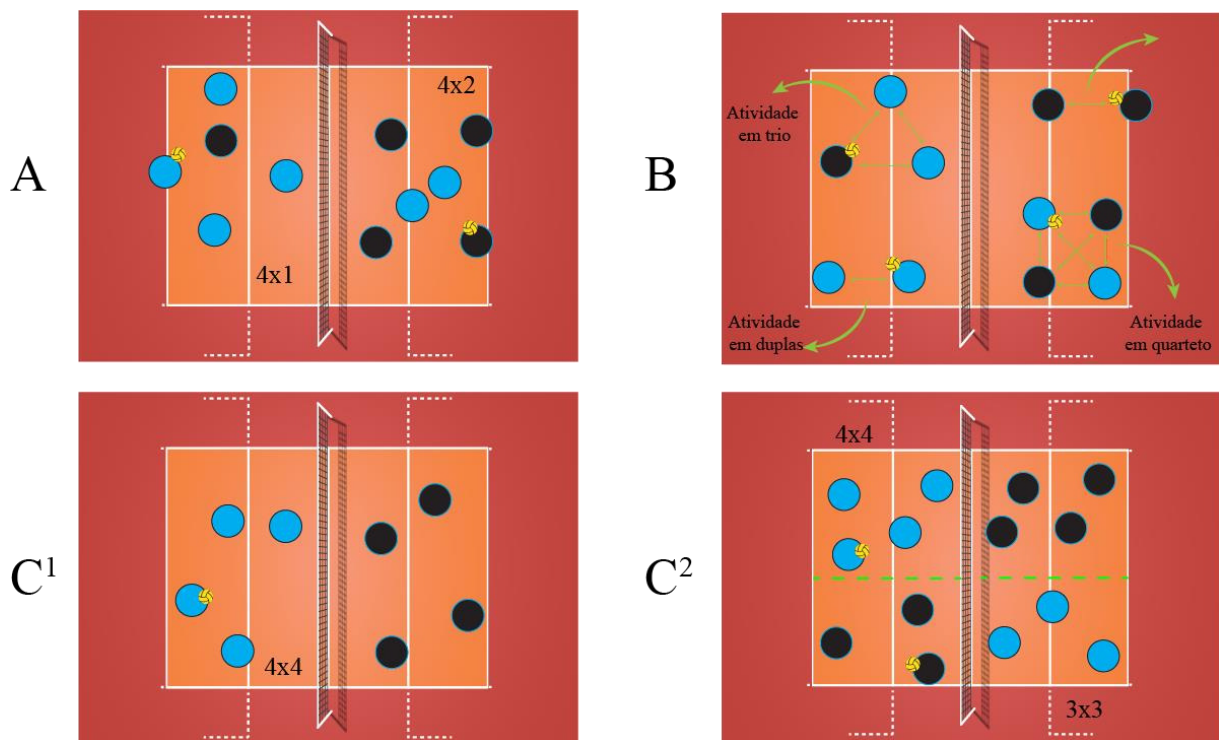 A
4x2
4x1
B
Atividade
em trio
Atividade
em duplas
Atividade
em quarteto
C¹
4x4
C²
4x4
3x3